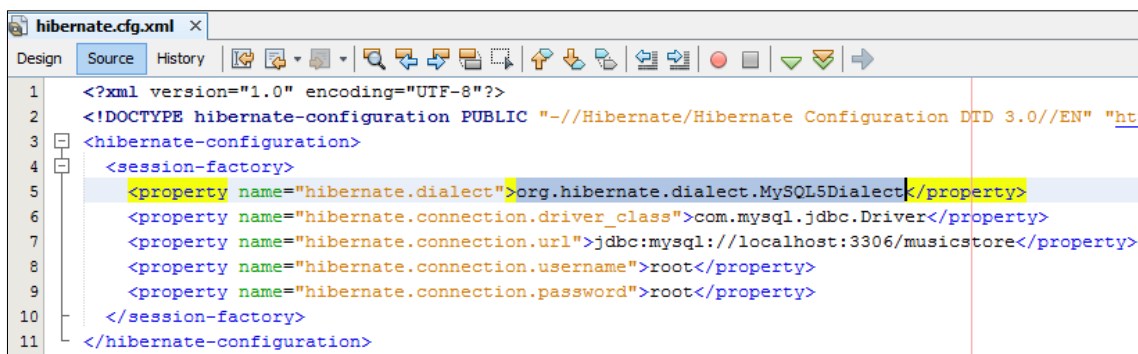 hibernate.cfg.xml
Design Source History
1 <?xml version="1.0" encoding="UTF-8"?>
2 <!DOCTYPE hibernate-configuration PUBLIC "-//Hibernate/Hibernate Configuration DTD 3.0//EN" "ht
3 <hibernate-configuration>
4 <session-factory>
5 <property name="hibernate.dialect">org.hibernate.dialect.MySQL5Dialect</property>
6 <property name="hibernate.connection.driver_class">com.mysql.jdbc.Driver</property>
7 <property name="hibernate.connection.url">jdbc:mysql://localhost:3306/musicstore</property>
8 <property name="hibernate.connection.username">root</property>
9 <property name="hibernate.connection.password">root</property>
10 </session-factory>
11 </hibernate-configuration>